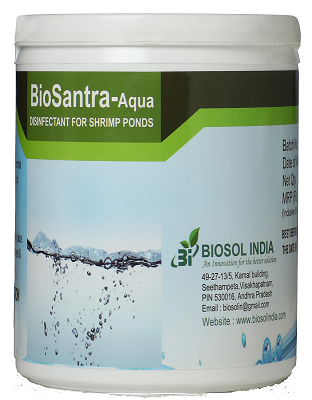 BioSantra-Aqua
DISINFECTANT FOR SHRIMP PONDS
Batch
Date of
Net Qty
MRP
Bi
BIOSOL INDIA
An Innovation for the better solution
49-27-13/5, Kamal building,
Seethampeta,Visakhapatnam,
PIN 530016, Andhra Pradesh
Email : biosolin@gmail.com
Website : www.biosolindia.com